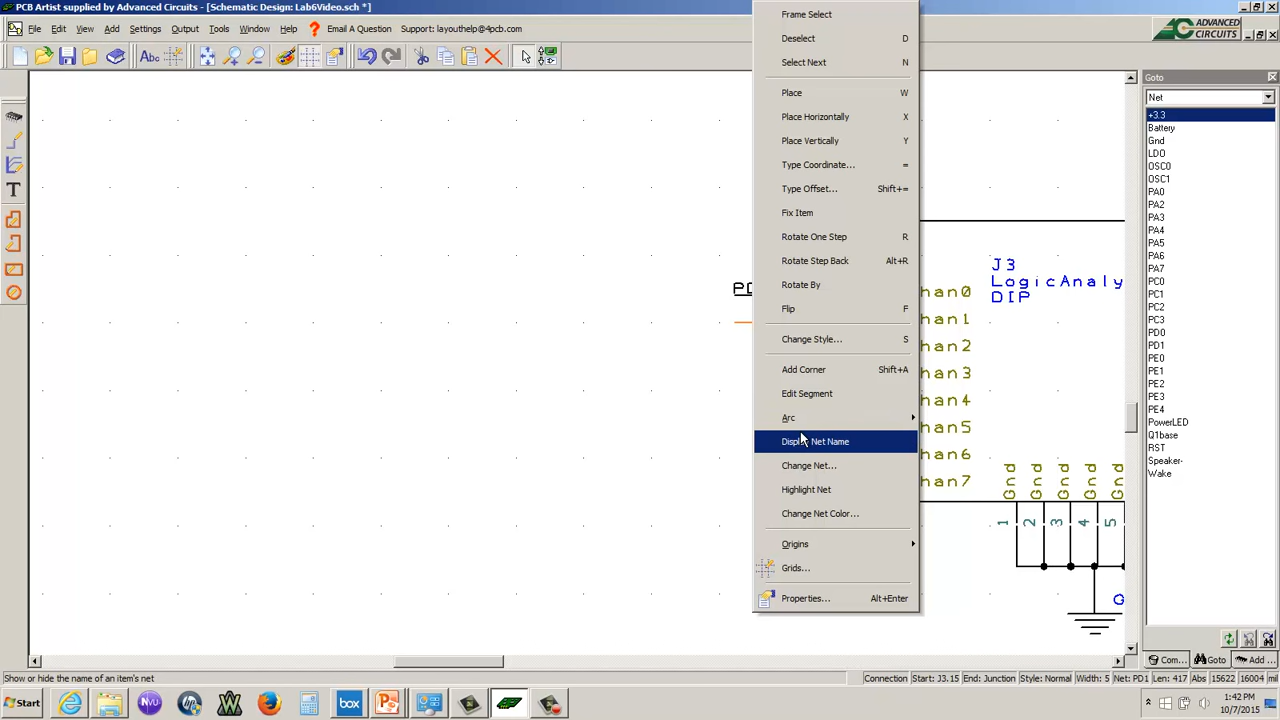 PCB Artist supplied by Advanced Circuits - [Schematic Design: Lab6Video.sch *]
File Edit View Add Settings Output Tools Window Help Email A Question Support: layouthelp@4pcb.com
ADVANCED
CIRCUITS
Abc
T
Frame Select
Deselect D
Select Next N
Place W
Place Horizontally X
Place Vertically Y
Type Coordinate... =
Type Offset... Shift+=
Fix Item
Rotate One Step R
Rotate Step Back Alt+R
Rotate By
Flip F
Change Style... S
Add Corner Shift+A
Edit Segment
Arc
Display Net Name
Change Net...
Highlight Net
Change Net Color...
Origins
Grids...
Properties... Alt+Enter
J3
LogicAnaly
DIP
han0
han1
han2
han3
han4
han5
han6
han7
Gnd Gnd Gnd Gnd Gnd
1 2 3 4 5
G
Goto
Net
+3.3
Battery
Gnd
LDO
OSC0
OSC1
PA0
PA2
PA3
PA4
PA5
PA6
PA7
PC0
PC1
PC2
PC3
PD0
PD1
PE0
PE1
PE2
PE3
PE4
PowerLED
Q1base
RST
Speaker-
Wake
Com... Goto Add ...
Show or hide the name of an item's net
Connection Start: J3.15 End: Junction Style: Normal Width: 5 Net: PD1 Len: 417 Abs 15622 16004 mil
Start
NVU
hp
W
box
1:42 PM
10/7/2015